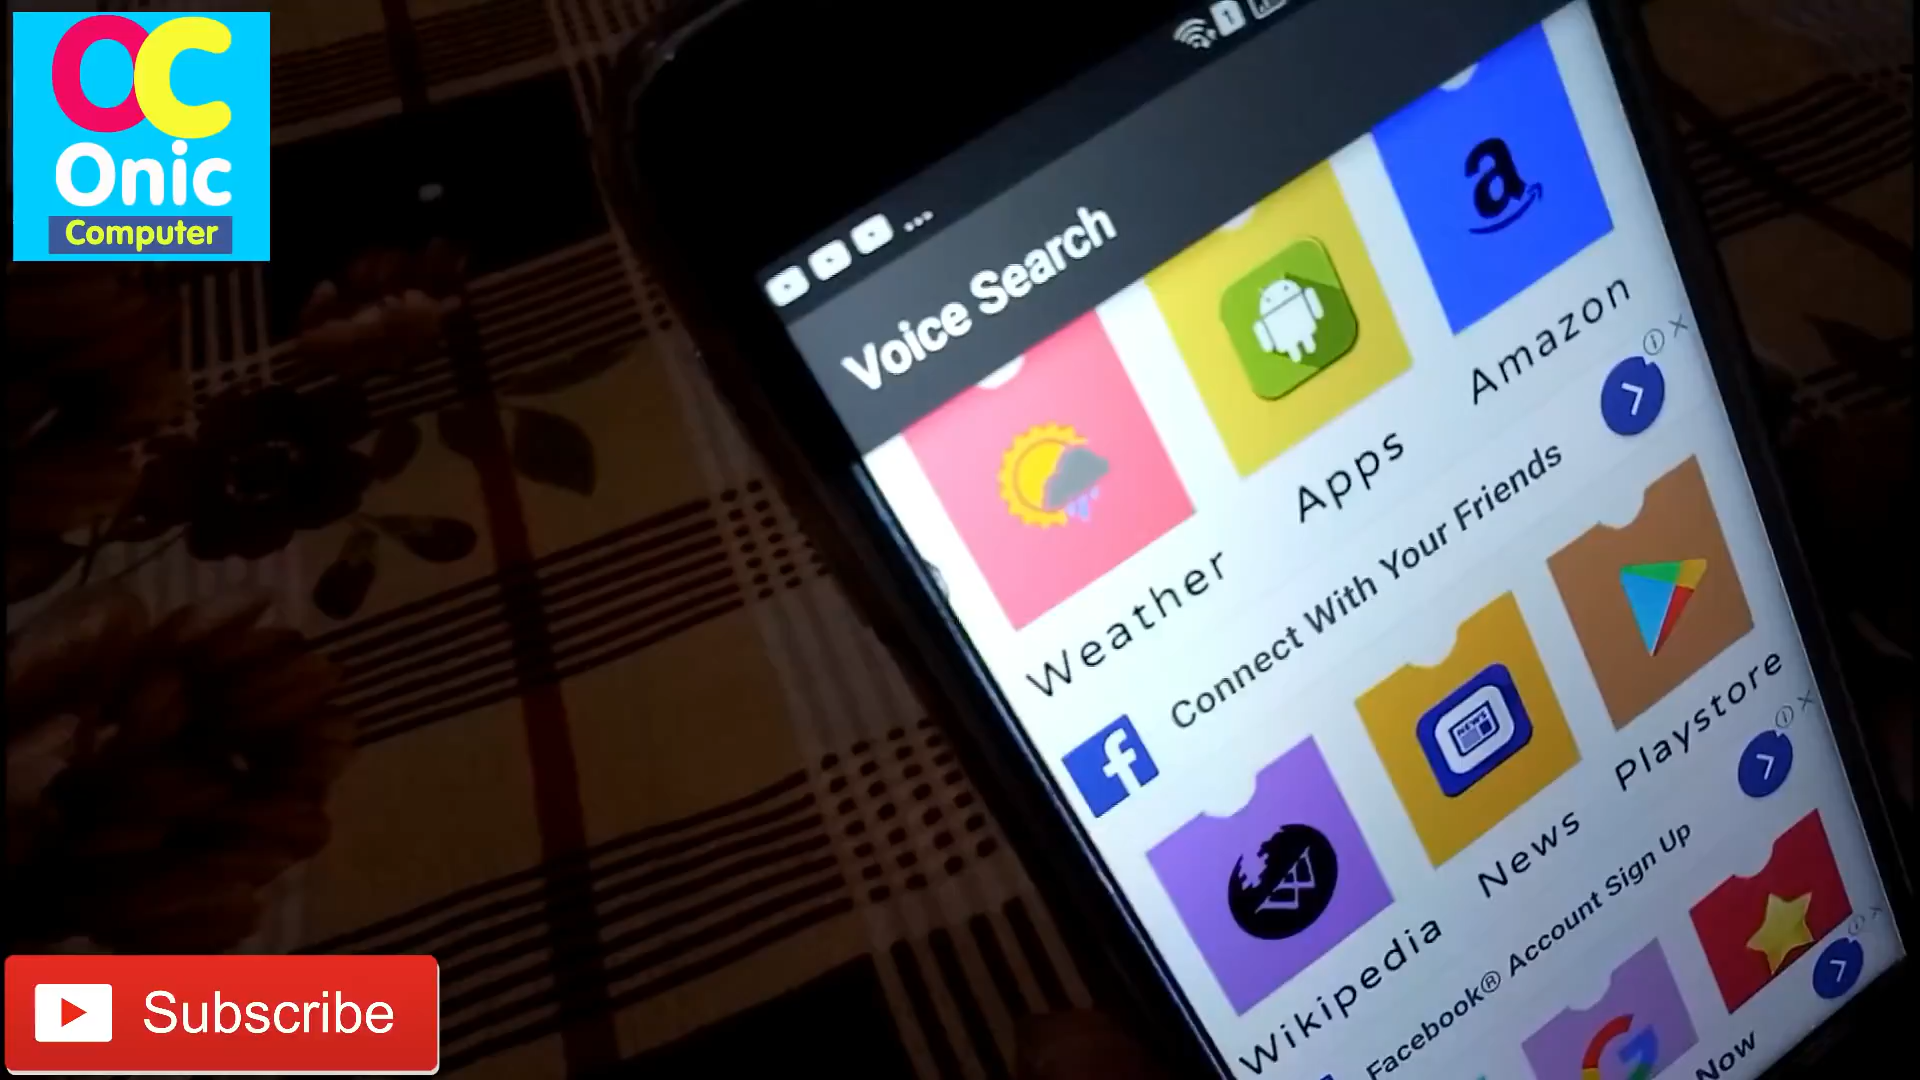 OC
Onic
Computer
...
Voice Search
Weather
Apps
Amazon
Connect With Your Friends
f
Wikipedia
News
Playstore
Facebook® Account Sign Up
Now
Subscribe